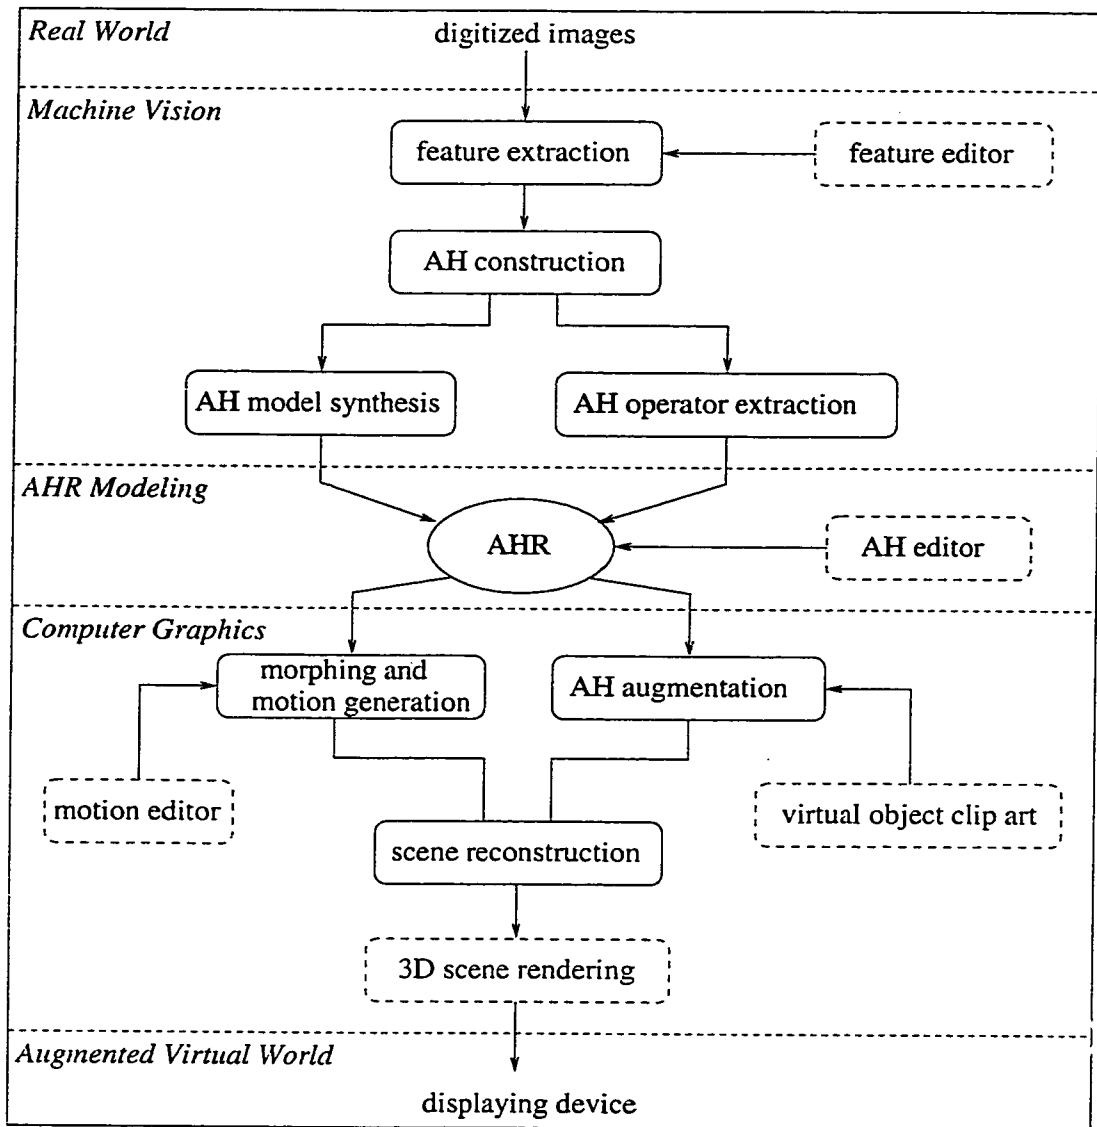 Real World
digitized images
Machine Vision
feature extraction
feature editor
AH construction
AH model synthesis
AH operator extraction
AHR Modeling
AHR
AH editor
Computer Graphics
morphing and
motion generation
AH augmentation
motion editor
virtual object clip art
scene reconstruction
3D scene rendering
Augmented Virtual World
displaying device